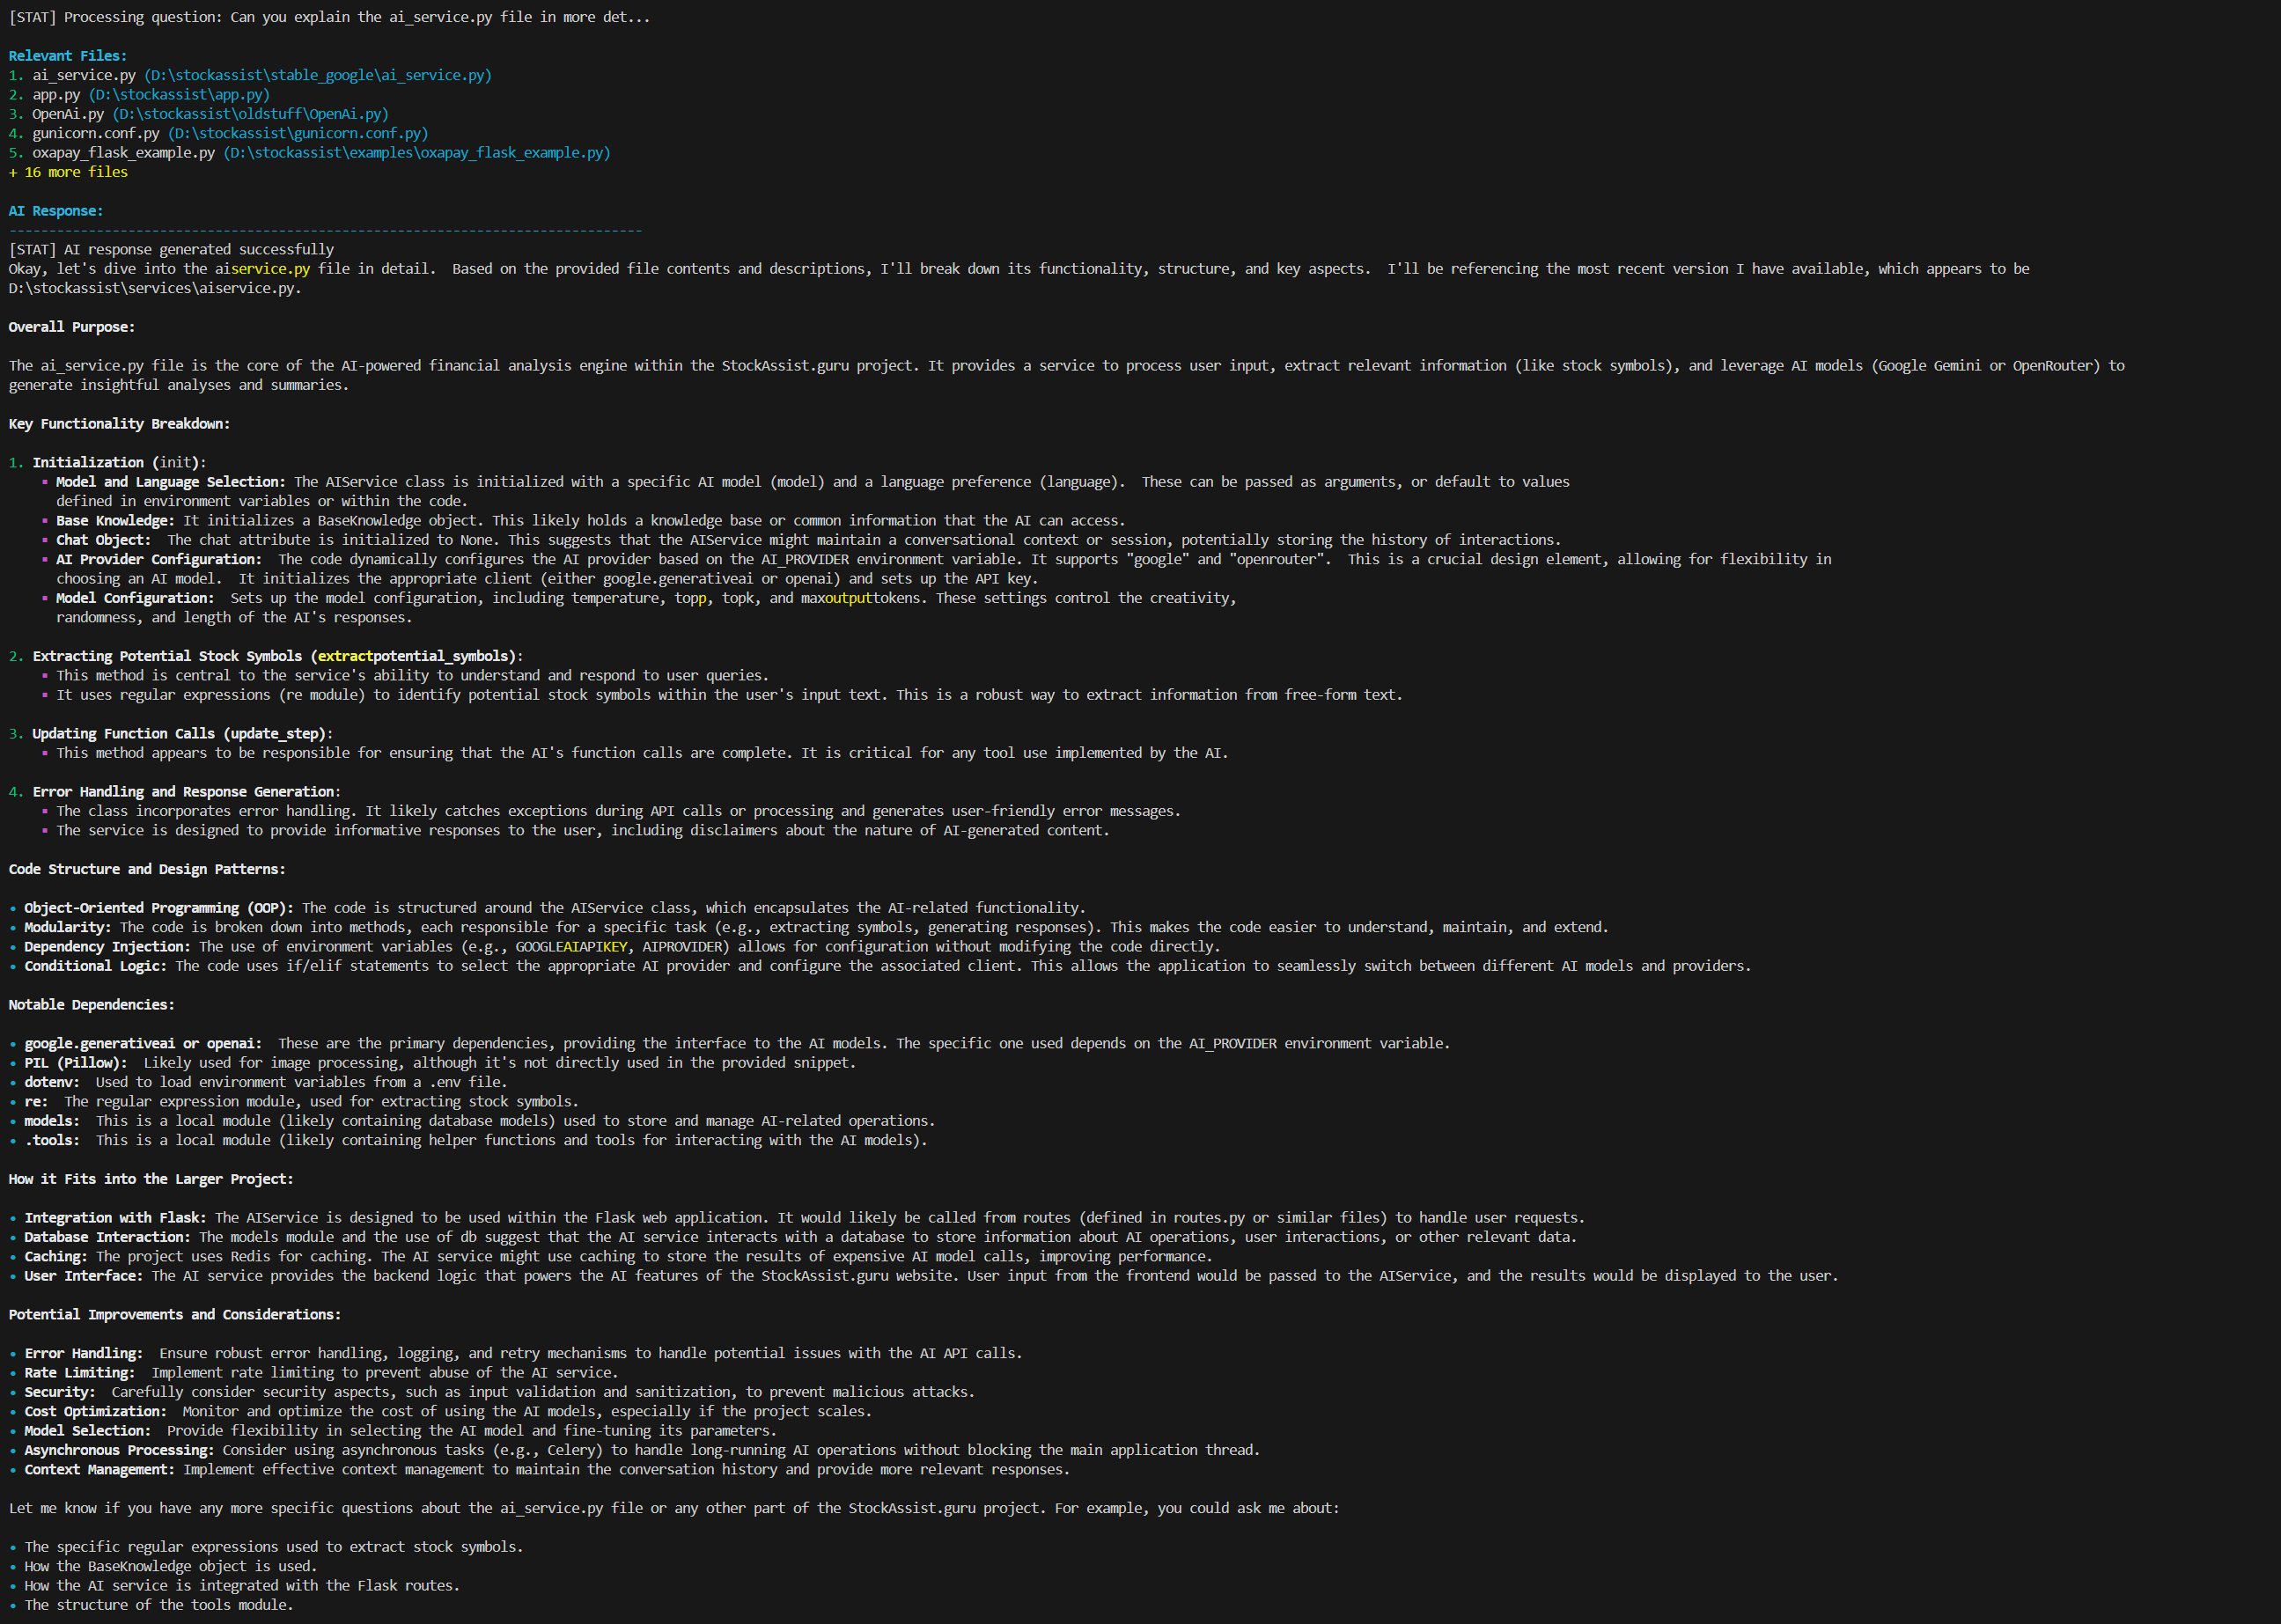 [STAT] Processing question: Can you explain the ai_service.py file in more det...
Relevant Files:
1. ai_service.py (D:\stockassist\stable_google\ai_service.py)
2. app.py (D:\stockassist\app.py)
3. OpenAi.py (D:\stockassist\oldstuff\OpenAi.py)
4. gunicorn.conf.py (D:\stockassist\gunicorn.conf.py)
5. oxapay_flask_example.py (D:\stockassist\examples\oxapay_flask_example.py)
+ 16 more files
AI Response:
--------------------------------------------------------------------------------
[STAT] AI response generated successfully
Okay, let's dive into the aiservice.py file in detail.  Based on the provided file contents and descriptions, I'll break down its functionality, structure, and key aspects.  I'll be referencing the most recent version I have available, which appears to be
D:\stockassist\services\aiservice.py.
Overall Purpose:
The ai_service.py file is the core of the AI-powered financial analysis engine within the StockAssist.guru project. It provides a service to process user input, extract relevant information (like stock symbols), and leverage AI models (Google Gemini or OpenRouter) to
generate insightful analyses and summaries.
Key Functionality Breakdown:
1. Initialization (init):
▪ Model and Language Selection: The AIService class is initialized with a specific AI model (model) and a language preference (language).  These can be passed as arguments, or default to values
defined in environment variables or within the code.
▪ Base Knowledge: It initializes a BaseKnowledge object. This likely holds a knowledge base or common information that the AI can access.
▪ Chat Object:  The chat attribute is initialized to None. This suggests that the AIService might maintain a conversational context or session, potentially storing the history of interactions.
▪ AI Provider Configuration:  The code dynamically configures the AI provider based on the AI_PROVIDER environment variable. It supports "google" and "openrouter".  This is a crucial design element, allowing for flexibility in
choosing an AI model.  It initializes the appropriate client (either google.generativeai or openai) and sets up the API key.
▪ Model Configuration:  Sets up the model configuration, including temperature, topp, topk, and maxoutputtokens. These settings control the creativity,
randomness, and length of the AI's responses.
2. Extracting Potential Stock Symbols (extractpotential_symbols):
▪ This method is central to the service's ability to understand and respond to user queries.
▪ It uses regular expressions (re module) to identify potential stock symbols within the user's input text. This is a robust way to extract information from free-form text.
3. Updating Function Calls (update_step):
▪ This method appears to be responsible for ensuring that the AI's function calls are complete. It is critical for any tool use implemented by the AI.
4. Error Handling and Response Generation:
▪ The class incorporates error handling. It likely catches exceptions during API calls or processing and generates user-friendly error messages.
▪ The service is designed to provide informative responses to the user, including disclaimers about the nature of AI-generated content.
Code Structure and Design Patterns:
• Object-Oriented Programming (OOP): The code is structured around the AIService class, which encapsulates the AI-related functionality.
• Modularity: The code is broken down into methods, each responsible for a specific task (e.g., extracting symbols, generating responses). This makes the code easier to understand, maintain, and extend.
• Dependency Injection: The use of environment variables (e.g., GOOGLEAIAPIKEY, AIPROVIDER) allows for configuration without modifying the code directly.
• Conditional Logic: The code uses if/elif statements to select the appropriate AI provider and configure the associated client. This allows the application to seamlessly switch between different AI models and providers.
Notable Dependencies:
• google.generativeai or openai:  These are the primary dependencies, providing the interface to the AI models. The specific one used depends on the AI_PROVIDER environment variable.
• PIL (Pillow):  Likely used for image processing, although it's not directly used in the provided snippet.
• dotenv:  Used to load environment variables from a .env file.
• re:  The regular expression module, used for extracting stock symbols.
• models:  This is a local module (likely containing database models) used to store and manage AI-related operations.
• .tools:  This is a local module (likely containing helper functions and tools for interacting with the AI models).
How it Fits into the Larger Project:
• Integration with Flask: The AIService is designed to be used within the Flask web application. It would likely be called from routes (defined in routes.py or similar files) to handle user requests.
• Database Interaction: The models module and the use of db suggest that the AI service interacts with a database to store information about AI operations, user interactions, or other relevant data.
• Caching: The project uses Redis for caching. The AI service might use caching to store the results of expensive AI model calls, improving performance.
• User Interface: The AI service provides the backend logic that powers the AI features of the StockAssist.guru website. User input from the frontend would be passed to the AIService, and the results would be displayed to the user.
Potential Improvements and Considerations:
• Error Handling:  Ensure robust error handling, logging, and retry mechanisms to handle potential issues with the AI API calls.
• Rate Limiting:  Implement rate limiting to prevent abuse of the AI service.
• Security:  Carefully consider security aspects, such as input validation and sanitization, to prevent malicious attacks.
• Cost Optimization:  Monitor and optimize the cost of using the AI models, especially if the project scales.
• Model Selection:  Provide flexibility in selecting the AI model and fine-tuning its parameters.
• Asynchronous Processing: Consider using asynchronous tasks (e.g., Celery) to handle long-running AI operations without blocking the main application thread.
• Context Management: Implement effective context management to maintain the conversation history and provide more relevant responses.
Let me know if you have any more specific questions about the ai_service.py file or any other part of the StockAssist.guru project. For example, you could ask me about:
• The specific regular expressions used to extract stock symbols.
• How the BaseKnowledge object is used.
• How the AI service is integrated with the Flask routes.
• The structure of the tools module.